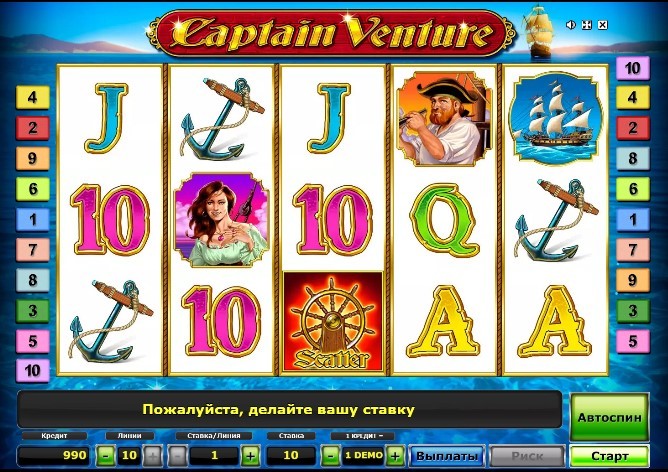 Captain Venture
10
4
J
J
4
2
2
9
8
6
10
10
Q
6
1
1
7
7
8
9
3
10
A
A
3
Scatter
5
5
10
Пожалуйста, делайте вашу ставку
Автоспин
Кредит
Линии
Ставка/Линия
Ставка
1 КРЕДИТ =
990
- 10 +
- 1 +
10
- 1 DEMO +
Выплаты
Риск
Старт